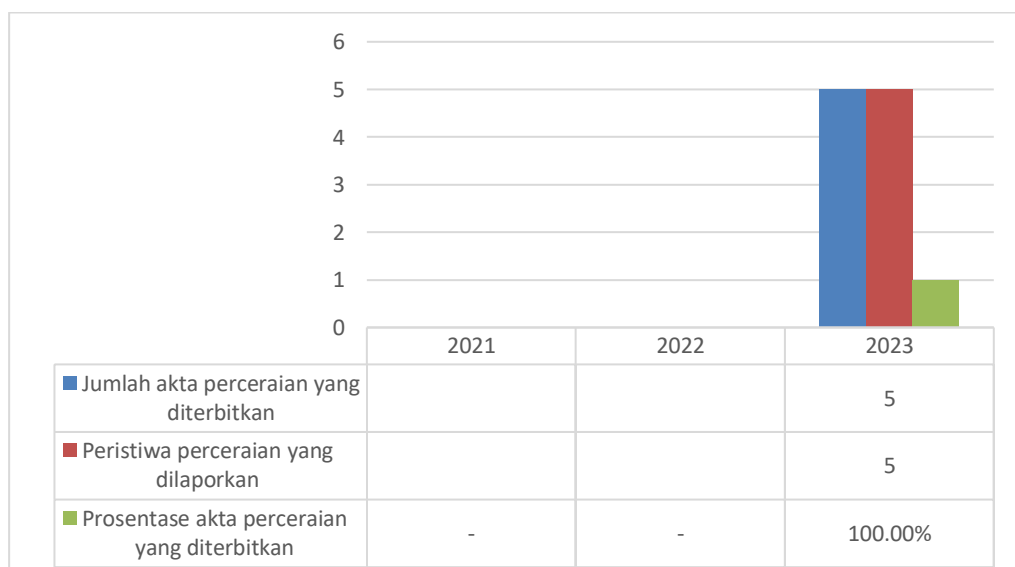 6
5
4
3
2
1
0
2021 2022 2023
Jumlah akta perceraian yang
diterbitkan
5
Peristiwa perceraian yang
dilaporkan
5
Prosentase akta perceraian
yang diterbitkan
- - 100.00%